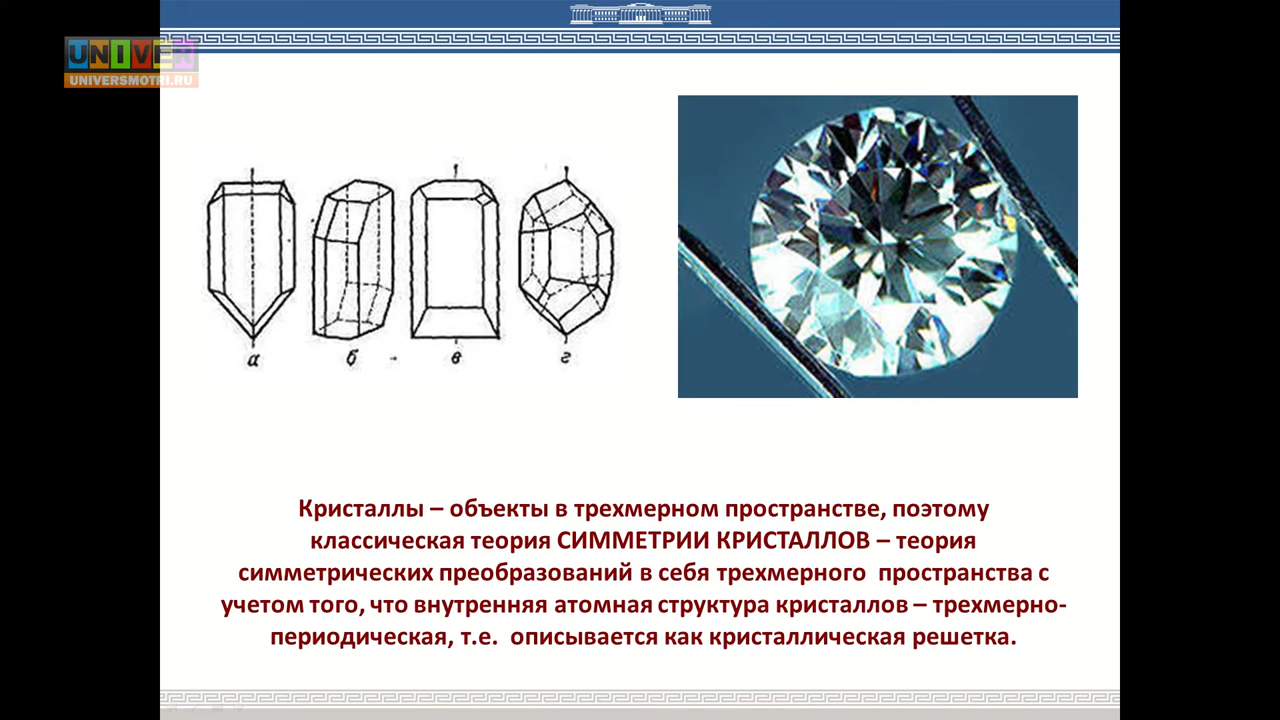 UNIVER
UNIVERSMOTRI.RU
а б в г
Кристаллы – объекты в трехмерном пространстве, поэтому
классическая теория СИММЕТРИИ КРИСТАЛЛОВ – теория
симметрических преобразований в себя трехмерного пространства с
учетом того, что внутренняя атомная структура кристаллов – трехмерно-
периодическая, т.е. описывается как кристаллическая решетка.